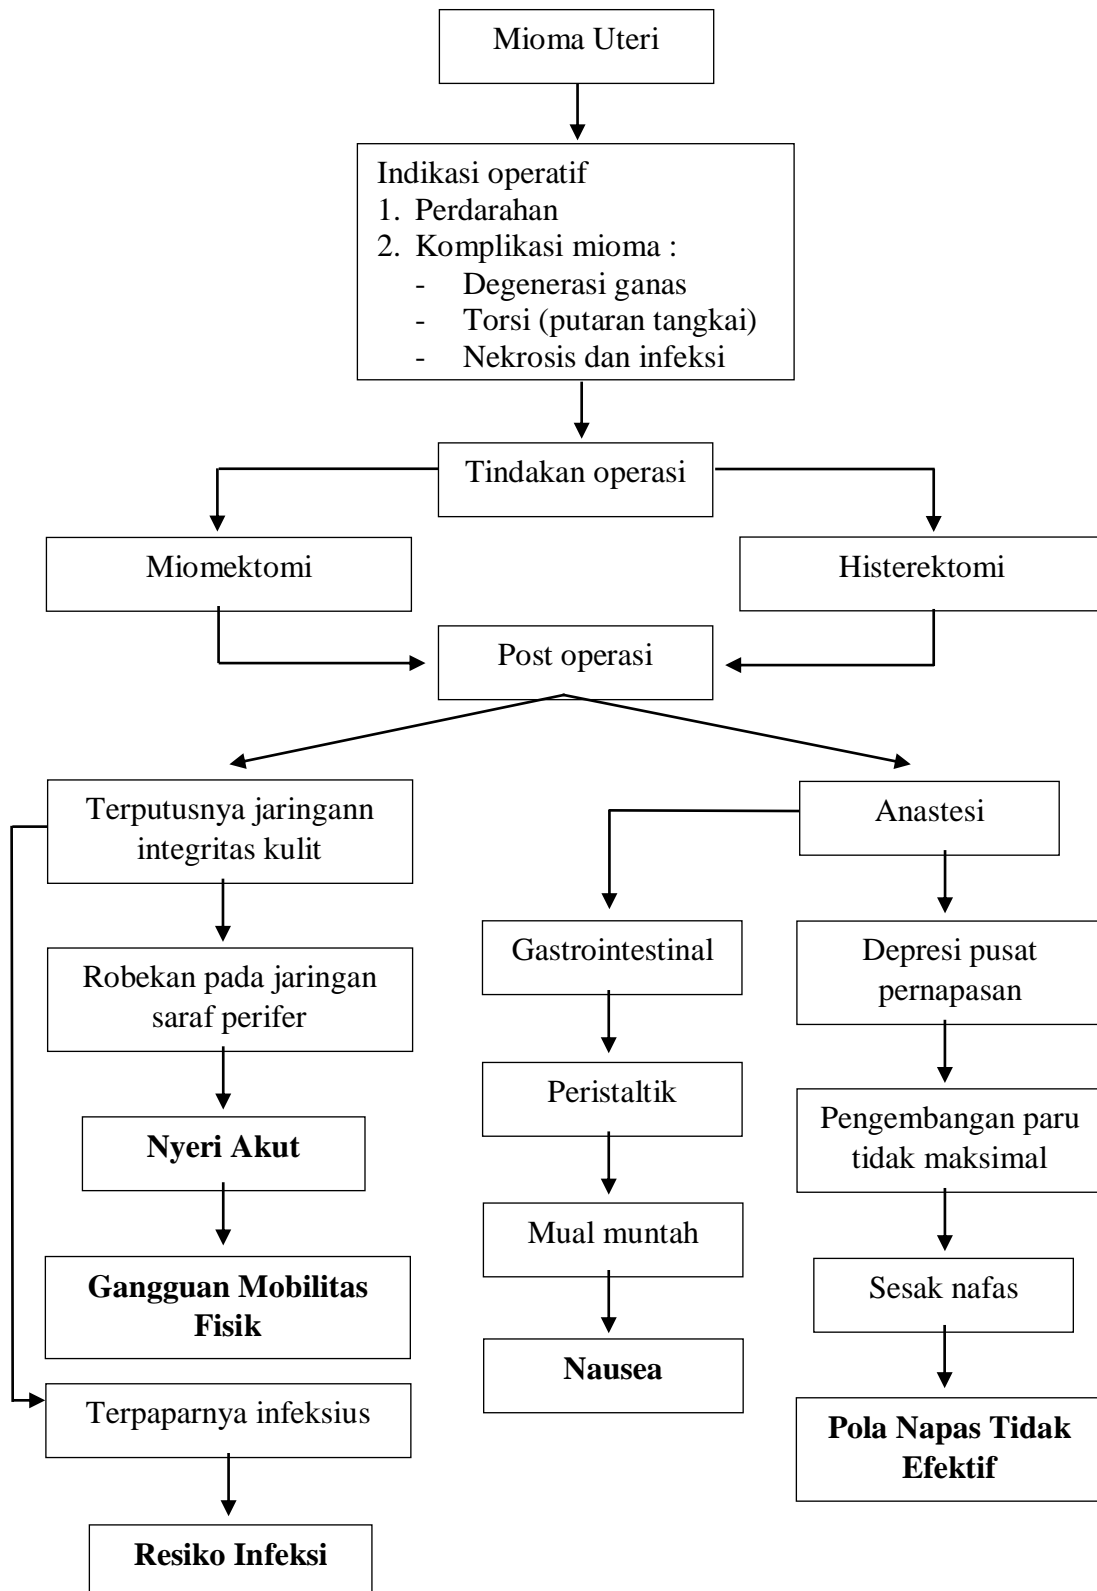 Mioma Uteri
Indikasi operatif
1. Perdarahan
2. Komplikasi mioma :
- Degenerasi ganas
- Torsi (putaran tangkai)
- Nekrosis dan infeksi
Tindakan operasi
Miomektomi
Histerektomi
Post operasi
Terputusnya jaringann
integritas kulit
Anastesi
Robekan pada jaringan
saraf perifer
Gastrointestinal
Depresi pusat
pernapasan
Nyeri Akut
Peristaltik
Pengembangan paru
tidak maksimal
Gangguan Mobilitas
Fisik
Mual muntah
Sesak nafas
Terpaparnya infeksius
Nausea
Pola Napas Tidak
Efektif
Resiko Infeksi